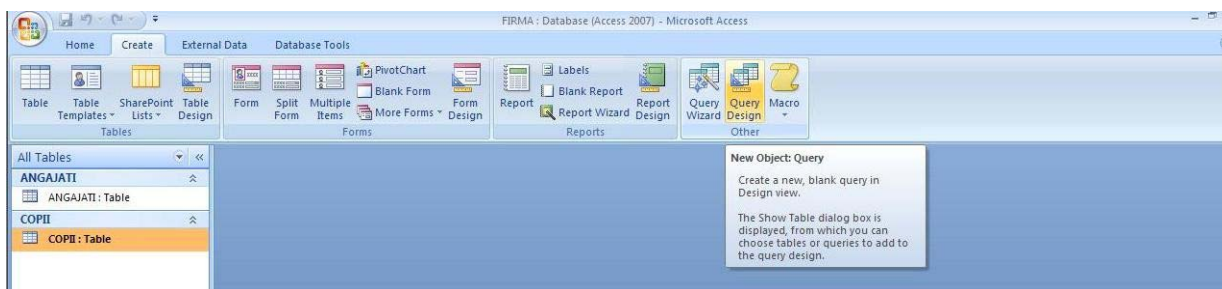 FIRMA : Database (Access 2007) - Microsoft Access
Home Create External Data Database Tools
Table
Table Templates
SharePoint Lists
Table Design
Tables
Form
Split Form
Multiple Items
PivotChart
Blank Form
More Forms
Form Design
Forms
Report
Labels
Blank Report
Report Wizard
Report Design
Reports
Query Wizard
Query Design
Macro
Other
All Tables
ANGAJATI
ANGAJATI : Table
COPII
COPII : Table
New Object: Query
Create a new, blank query in
Design view.
The Show Table dialog box is
displayed, from which you can
choose tables or queries to add to
the query design.